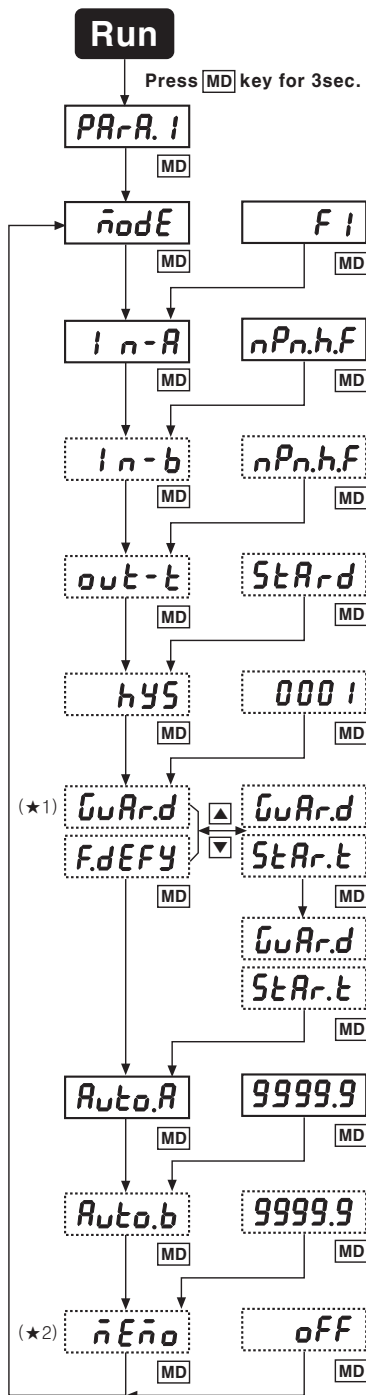 Run
Press MD key for 3sec.
PArA. 1
MD
modE F 1
MD MD
In-A nPn.h.F
MD MD
In-b nPn.h.F
MD MD
out-t StArd
MD MD
hYS 0001
MD MD
(★1) GuAr.d ▲ GuAr.d
F.dEFY ▼ StAr.t
MD MD
GuAr.d
StAr.t
MD
Auto.A 9999.9
MD MD
Auto.b 9999.9
MD MD
(★2) mEmo oFF
MD MD